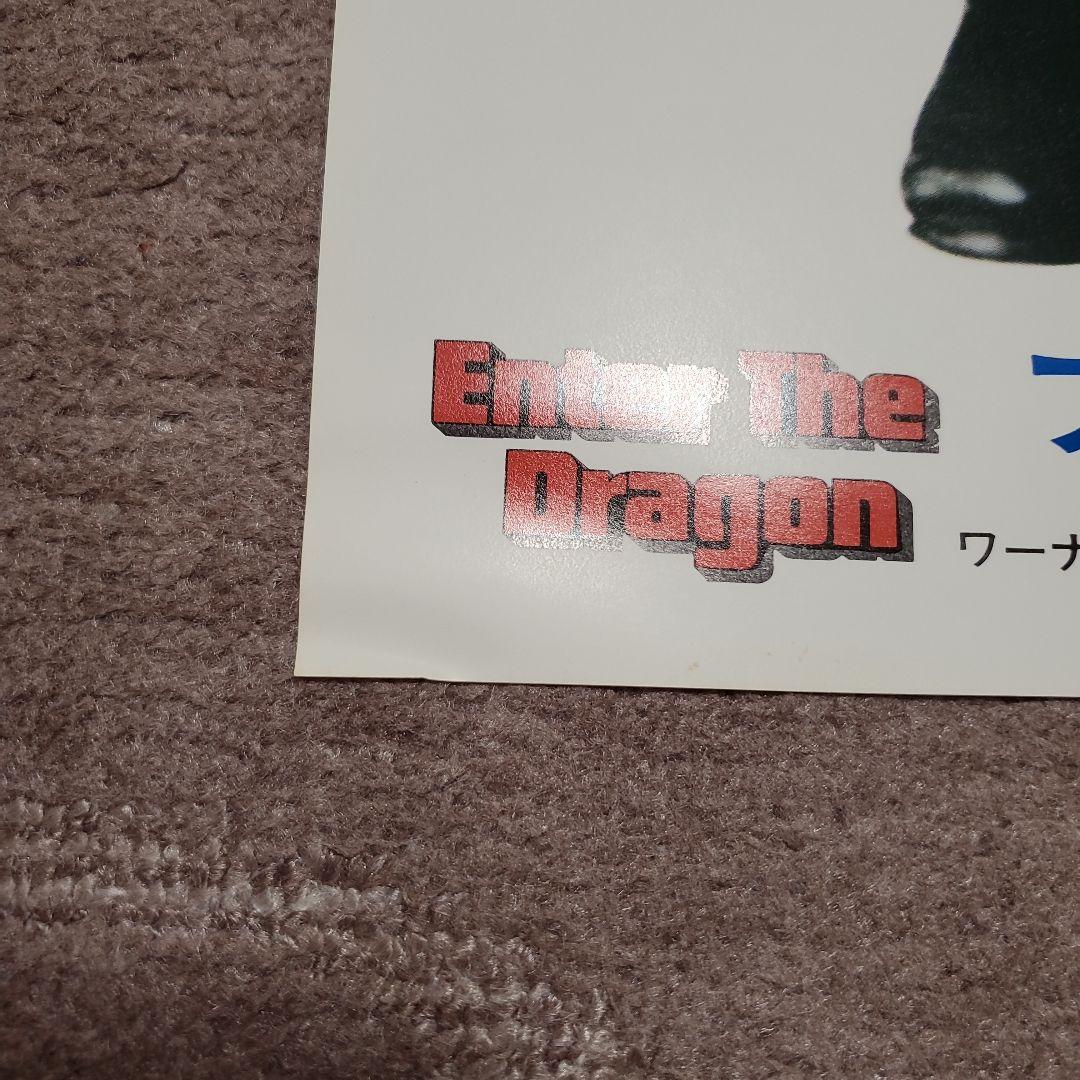 Enter The
Dragon
ワーナ